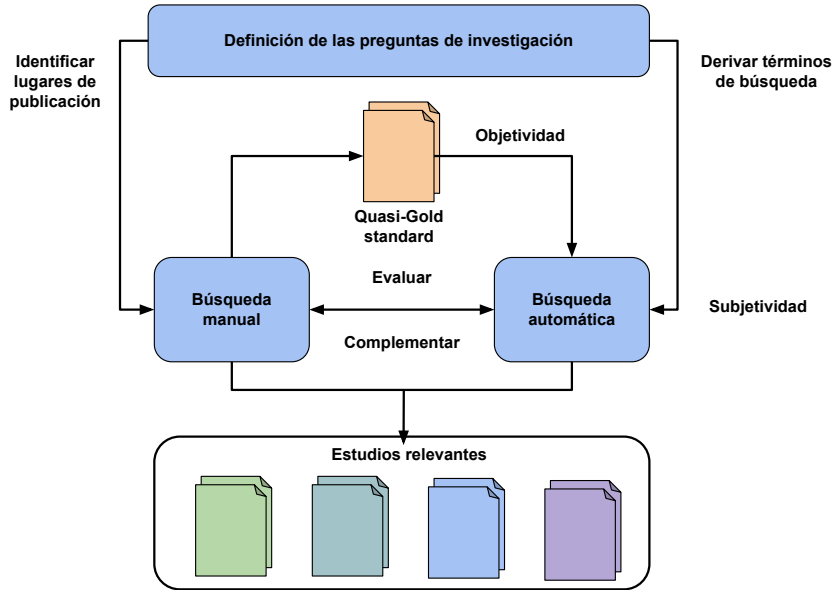 Definición de las preguntas de investigación
Identificar
lugares de
publicación
Derivar términos
de búsqueda
Objetividad
Quasi-Gold
standard
Evaluar
Búsqueda
manual
Búsqueda
automática
Subjetividad
Complementar
Estudios relevantes